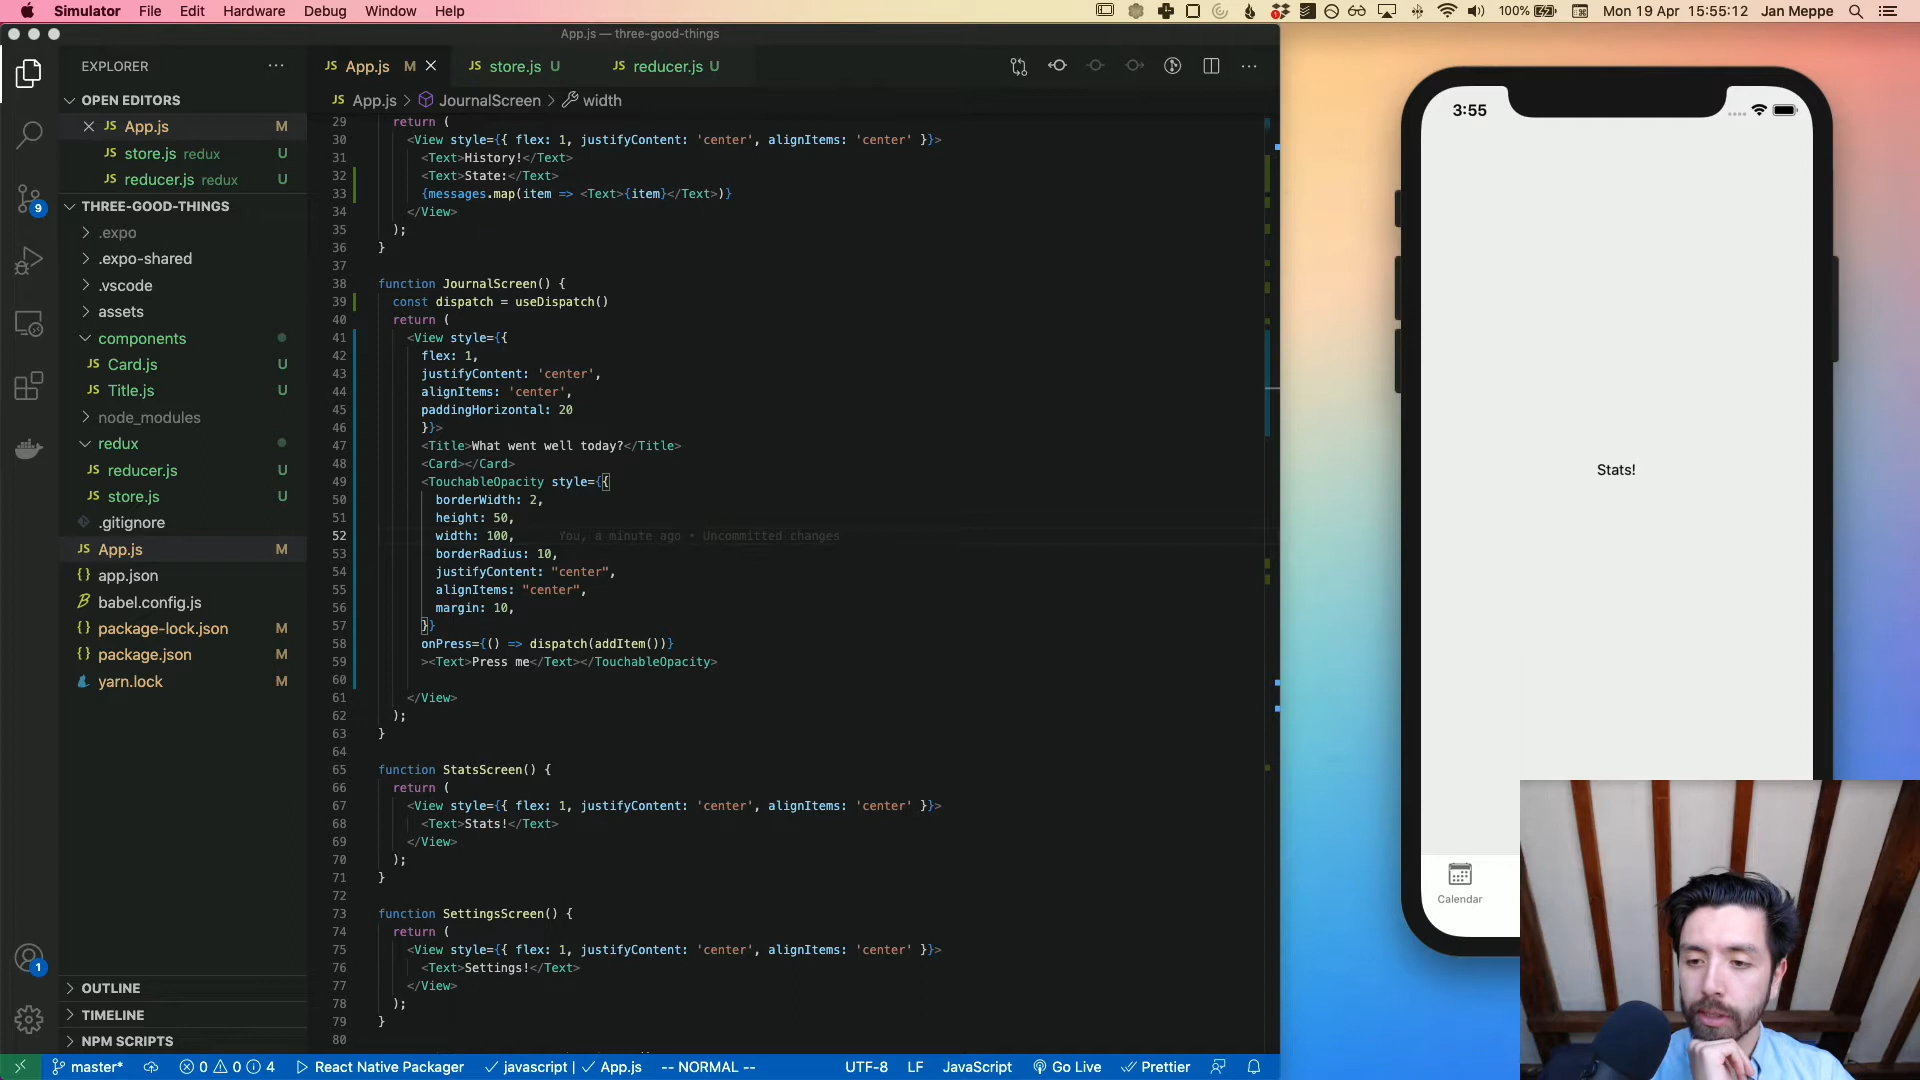 Simulator File Edit Hardware Debug Window Help
100% Mon 19 Apr 15:55:12 Jan Meppe
App.js — three-good-things
EXPLORER
JS App.js M
JS store.js U
JS reducer.js U
OPEN EDITORS
JS App.js > JournalScreen > width
JS App.js M
JS store.js redux U
JS reducer.js redux U
THREE-GOOD-THINGS
.expo
.expo-shared
.vscode
assets
components
JS Card.js U
JS Title.js U
node_modules
redux
JS reducer.js U
JS store.js U
.gitignore
JS App.js M
{} app.json
babel.config.js
{} package-lock.json M
{} package.json M
yarn.lock M
OUTLINE
TIMELINE
NPM SCRIPTS
9
1
29 return (
30 <View style={{ flex: 1, justifyContent: 'center', alignItems: 'center' }}>
31 <Text>History!</Text>
32 <Text>State:</Text>
33 {messages.map(item => <Text>{item}</Text>)}
34 </View>
35 );
36 }
37
38 function JournalScreen() {
39 const dispatch = useDispatch()
40 return (
41 <View style={{
42 flex: 1,
43 justifyContent: 'center',
44 alignItems: 'center',
45 paddingHorizontal: 20
46 }}>
47 <Title>What went well today?</Title>
48 <Card></Card>
49 <TouchableOpacity style={{
50 borderWidth: 2,
51 height: 50,
52 width: 100, You, a minute ago • Uncommitted changes
53 borderRadius: 10,
54 justifyContent: "center",
55 alignItems: "center",
56 margin: 10,
57 }}
58 onPress={() => dispatch(addItem())}
59 ><Text>Press me</Text></TouchableOpacity>
60
61 </View>
62 );
63 }
64
65 function StatsScreen() {
66 return (
67 <View style={{ flex: 1, justifyContent: 'center', alignItems: 'center' }}>
68 <Text>Stats!</Text>
69 </View>
70 );
71 }
72
73 function SettingsScreen() {
74 return (
75 <View style={{ flex: 1, justifyContent: 'center', alignItems: 'center' }}>
76 <Text>Settings!</Text>
77 </View>
78 );
79 }
80
master* 0 0 4 React Native Packager javascript | App.js -- NORMAL -- UTF-8 LF JavaScript Go Live Prettier
3:55
Stats!
Calendar